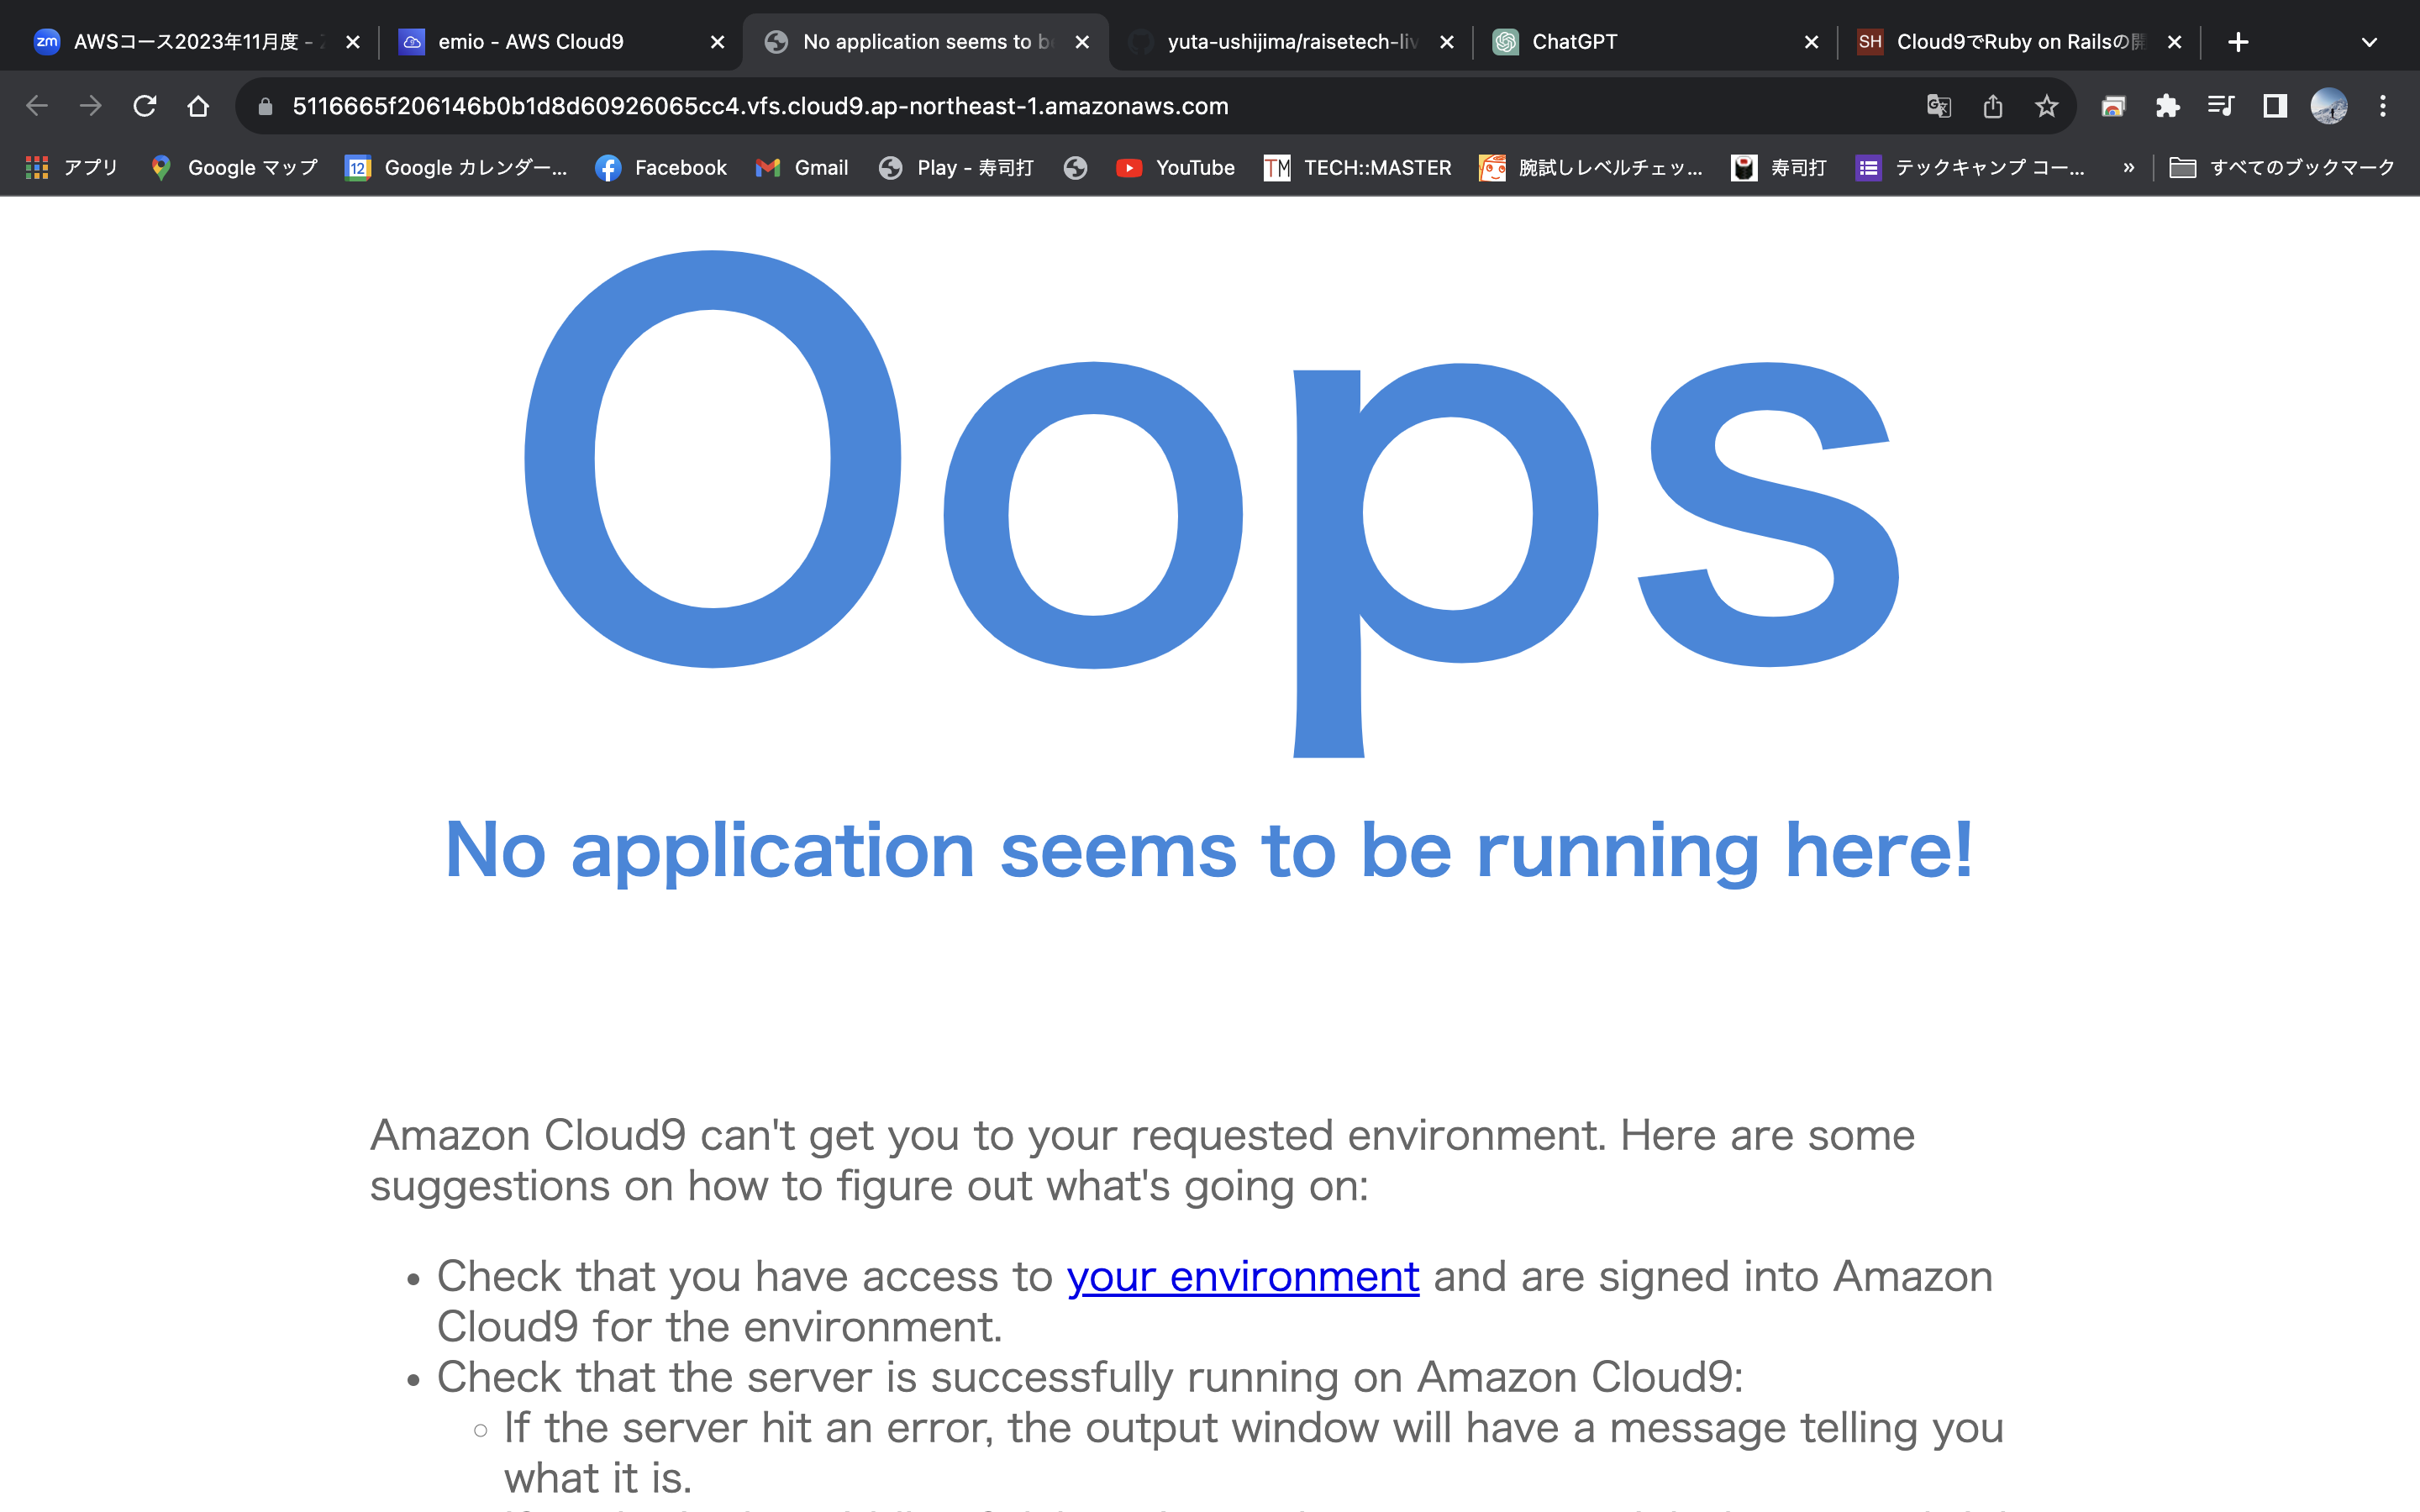 AWSコース2023年11月度 -
emio - AWS Cloud9
No application seems to be
yuta-ushijima/raisetech-liv
ChatGPT
SH
Cloud9でRuby on Railsの開
5116665f206146b0b1d8d60926065cc4.vfs.cloud9.ap-northeast-1.amazonaws.com
アプリ
Google マップ
12
Google カレンダー...
Facebook
Gmail
Play - 寿司打
YouTube
TM
TECH::MASTER
腕試しレベルチェッ...
寿司打
テックキャンプ コー...
»
すべてのブックマーク
Oops
No application seems to be running here!
Amazon Cloud9 can't get you to your requested environment. Here are some
suggestions on how to figure out what's going on:
• Check that you have access to your environment and are signed into Amazon
Cloud9 for the environment.
• Check that the server is successfully running on Amazon Cloud9:
◦ If the server hit an error, the output window will have a message telling you
what it is.